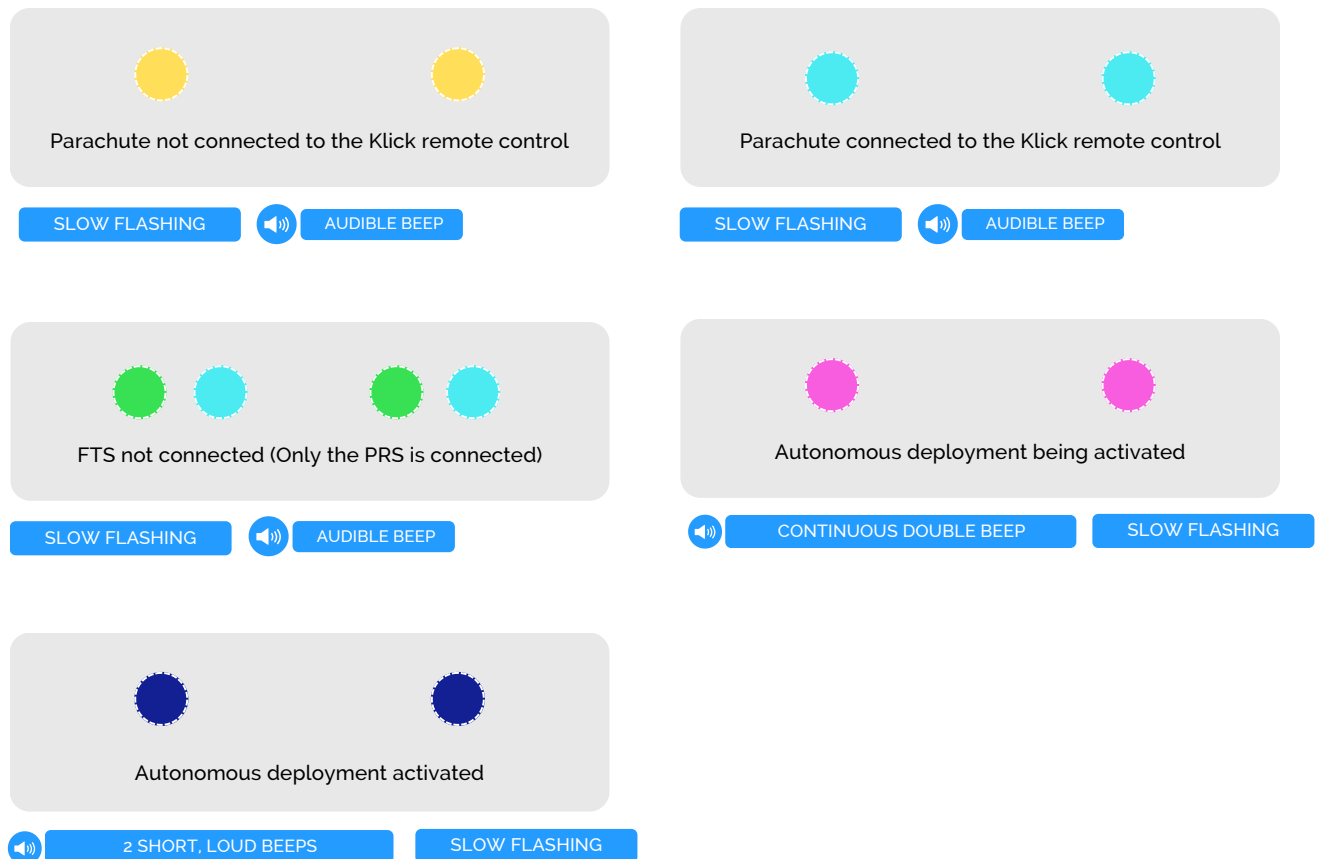 Parachute not connected to the Klick remote control
SLOW FLASHING
AUDIBLE BEEP
Parachute connected to the Klick remote control
SLOW FLASHING
AUDIBLE BEEP
FTS not connected (Only the PRS is connected)
SLOW FLASHING
AUDIBLE BEEP
Autonomous deployment being activated
CONTINUOUS DOUBLE BEEP
SLOW FLASHING
Autonomous deployment activated
2 SHORT, LOUD BEEPS
SLOW FLASHING